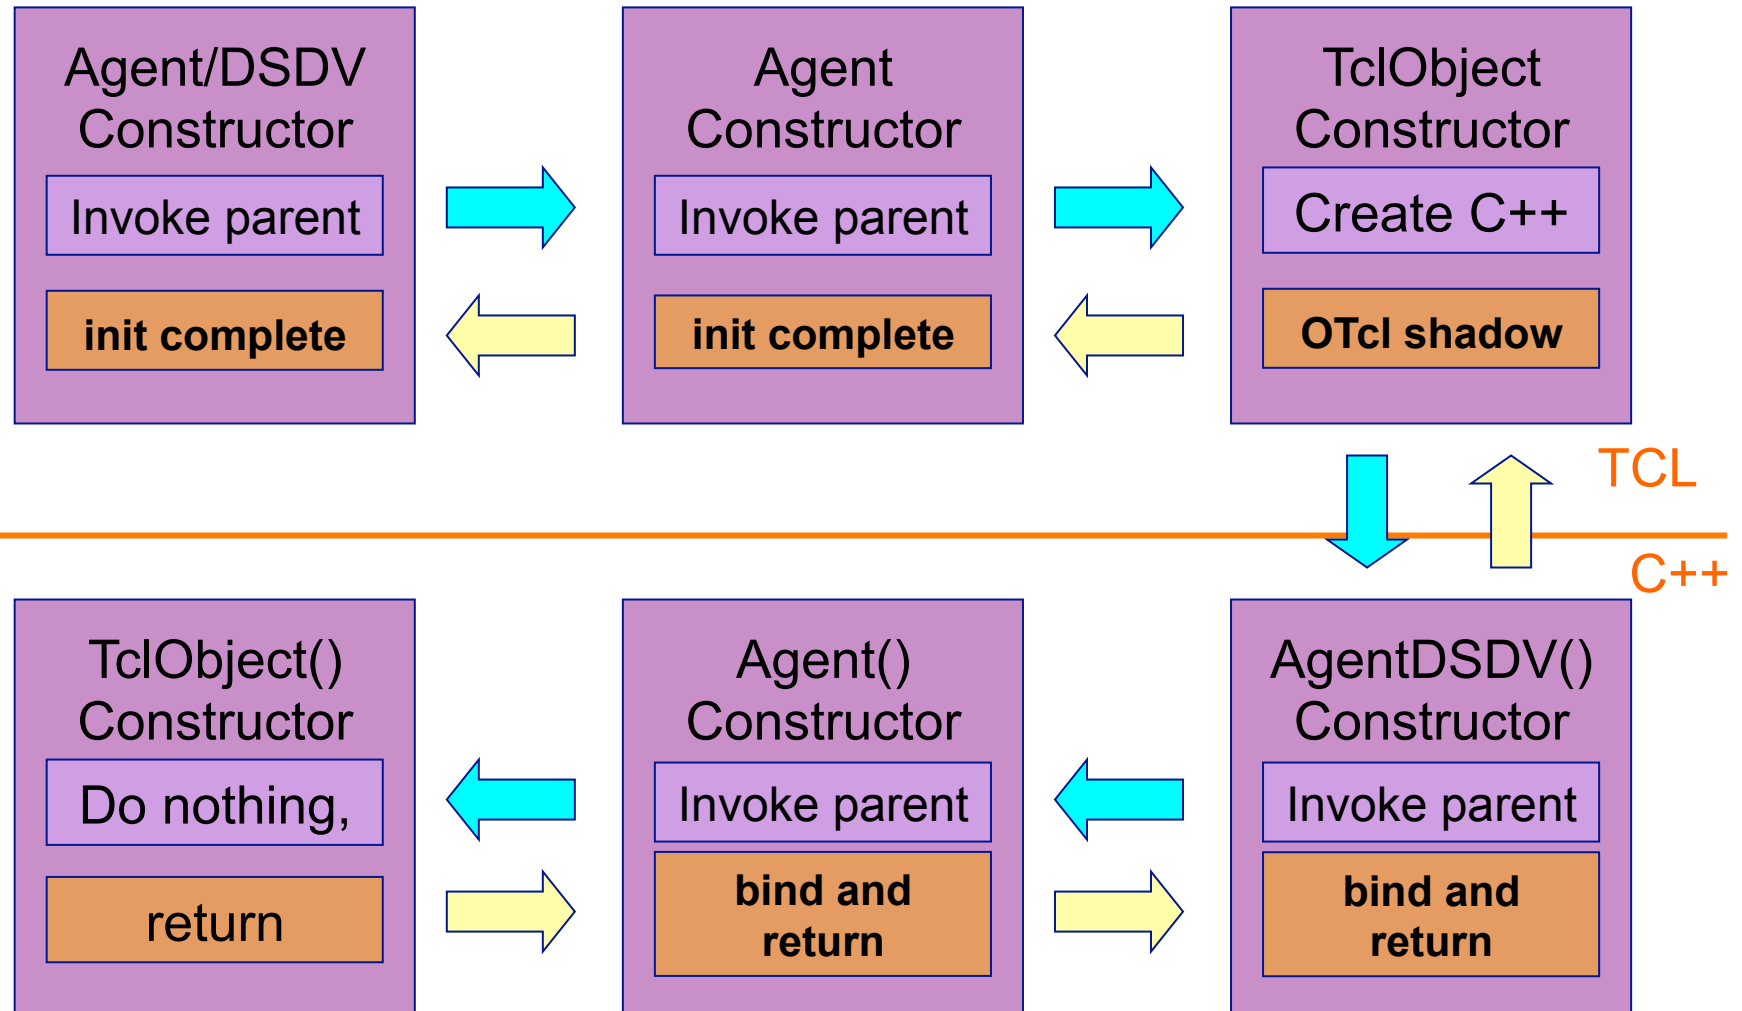 Agent/DSDV
Constructor
Invoke parent
init complete
Agent
Constructor
Invoke parent
init complete
TclObject
Constructor
Create C++
OTcl shadow
TCL
C++
TclObject()
Constructor
Do nothing,
return
Agent()
Constructor
Invoke parent
bind and
return
AgentDSDV()
Constructor
Invoke parent
bind and
return